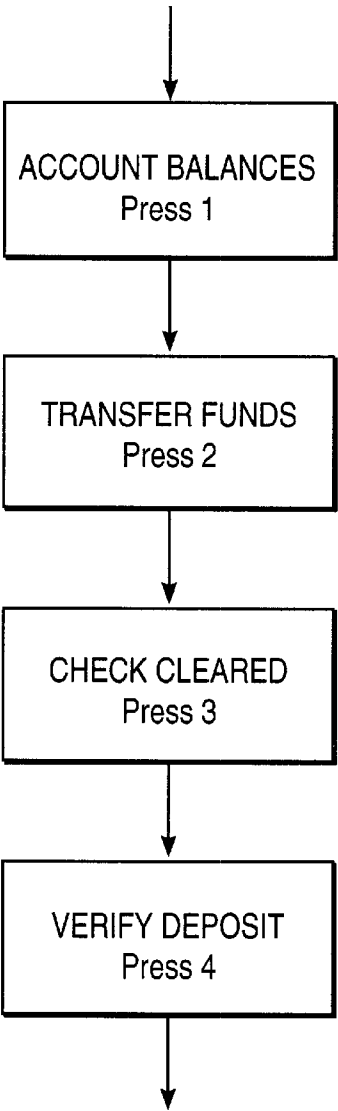 ACCOUNT BALANCES
Press 1
TRANSFER FUNDS
Press 2
CHECK CLEARED
Press 3
VERIFY DEPOSIT
Press 4